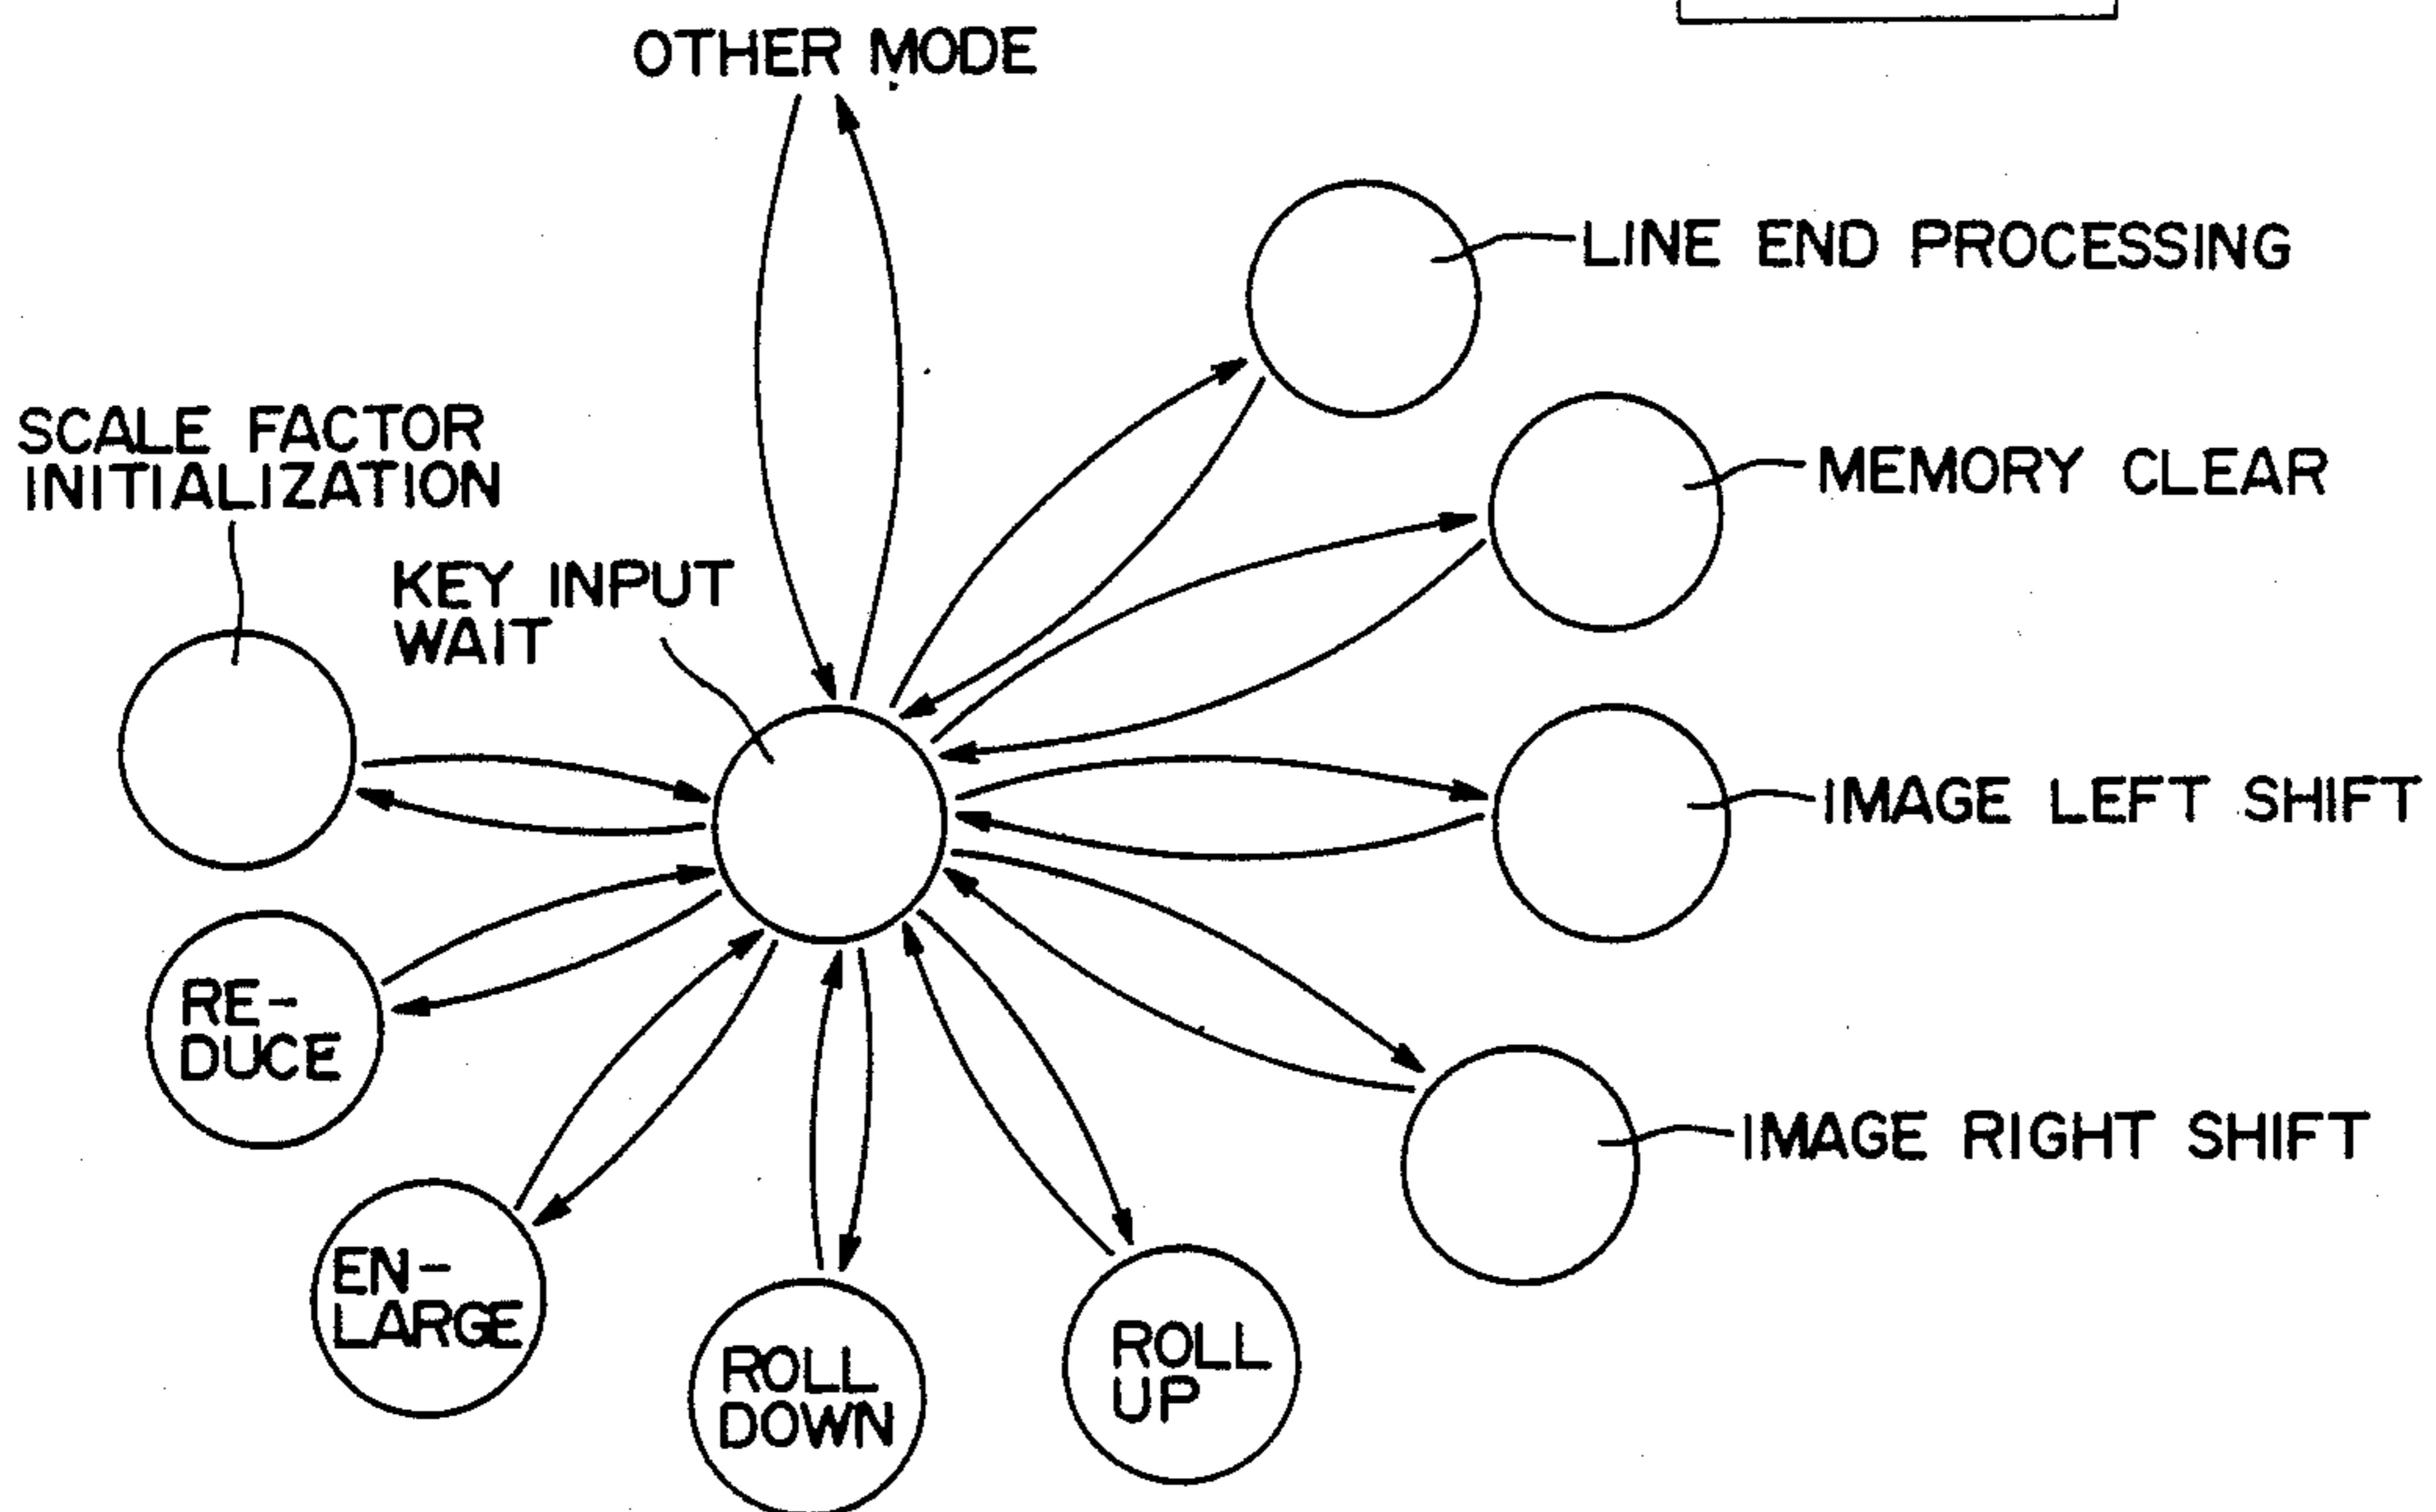 OTHER MODE
LINE END PROCESSING
SCALE FACTOR
INITIALIZATION
MEMORY CLEAR
KEY INPUT
WAIT
IMAGE LEFT SHIFT
RE-
DUCE
IMAGE RIGHT SHIFT
EN-
LARGE
ROLL
DOWN
ROLL
UP